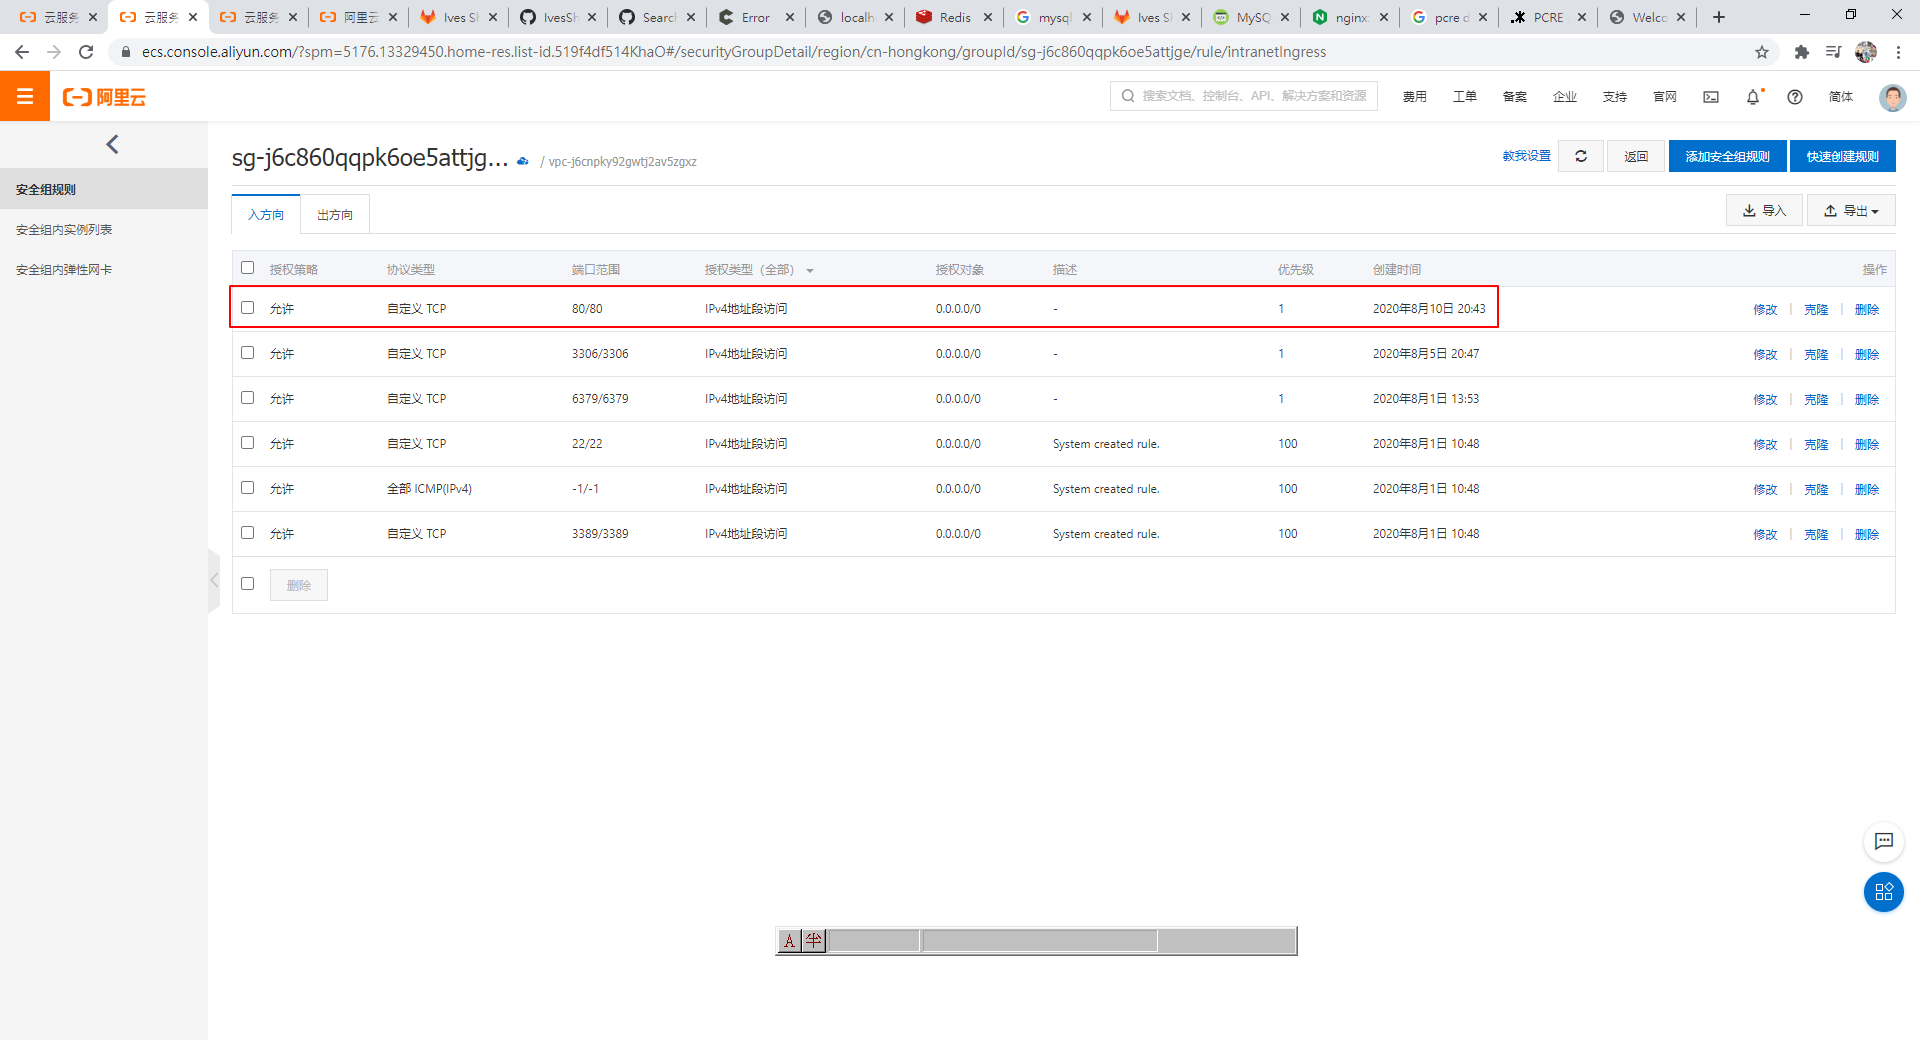 云服务 云服务 云服务 阿里云 Ives Sh IvesSh Search Error localh Redis mysql Ives Sh MySQ nginx: pcre d PCRE - Welco
ecs.console.aliyun.com/?spm=5176.13329450.home-res.list-id.519f4df514KhaO#/securityGroupDetail/region/cn-hongkong/groupId/sg-j6c860qqpk6oe5attjge/rule/intranetIngress
阿里云 搜索文档、控制台、API、解决方案和资源 费用 工单 备案 企业 支持 官网 简体
sg-j6c860qqpk6oe5attjg... / vpc-j6cnpky92gwtj2av5zgxz 教我设置 返回 添加安全组规则 快速创建规则
安全组规则
安全组内实例列表
安全组内弹性网卡
入方向 出方向 导入 导出
授权策略 协议类型 端口范围 授权类型（全部） 授权对象 描述 优先级 创建时间 操作
允许 自定义 TCP 80/80 IPv4地址段访问 0.0.0.0/0 - 1 2020年8月10日 20:43 修改 克隆 删除
允许 自定义 TCP 3306/3306 IPv4地址段访问 0.0.0.0/0 - 1 2020年8月5日 20:47 修改 克隆 删除
允许 自定义 TCP 6379/6379 IPv4地址段访问 0.0.0.0/0 - 1 2020年8月1日 13:53 修改 克隆 删除
允许 自定义 TCP 22/22 IPv4地址段访问 0.0.0.0/0 System created rule. 100 2020年8月1日 10:48 修改 克隆 删除
允许 全部 ICMP(IPv4) -1/-1 IPv4地址段访问 0.0.0.0/0 System created rule. 100 2020年8月1日 10:48 修改 克隆 删除
允许 自定义 TCP 3389/3389 IPv4地址段访问 0.0.0.0/0 System created rule. 100 2020年8月1日 10:48 修改 克隆 删除
删除
A 半